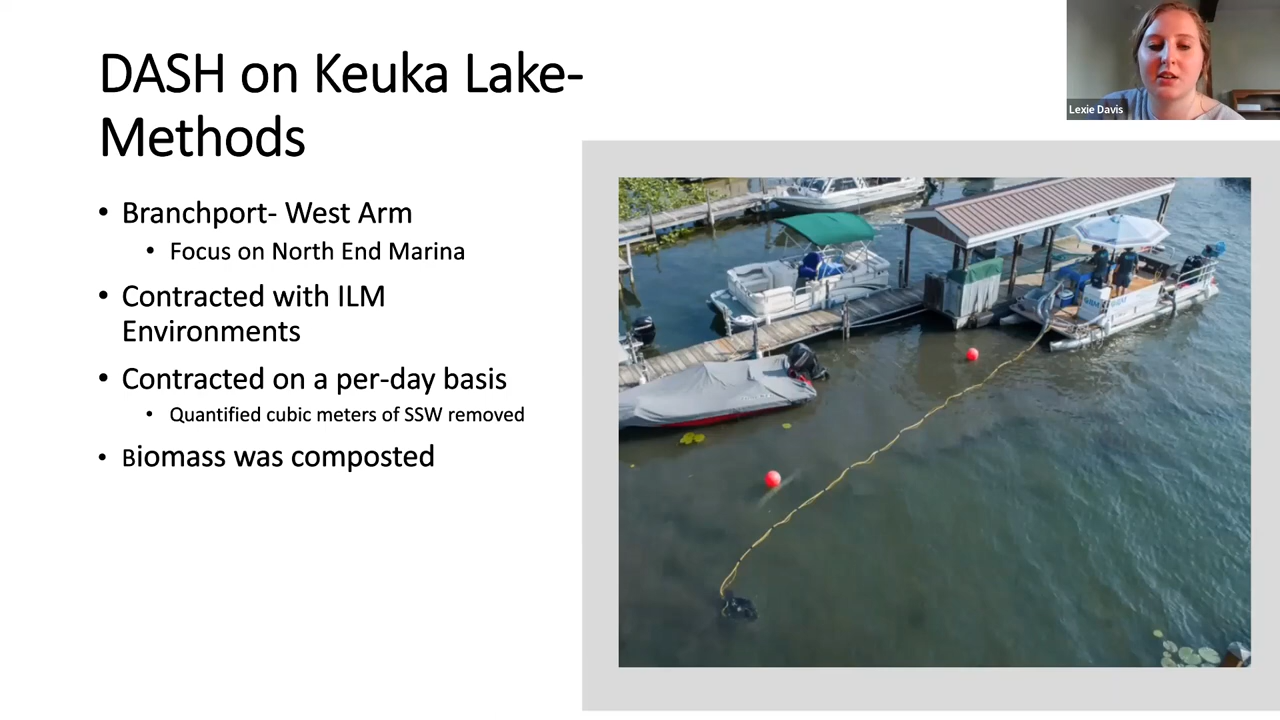 DASH on Keuka Lake-
Methods
Lexie Davis
• Branchport- West Arm
• Focus on North End Marina
• Contracted with ILM
Environments
• Contracted on a per-day basis
• Quantified cubic meters of SSW removed
• Biomass was composted